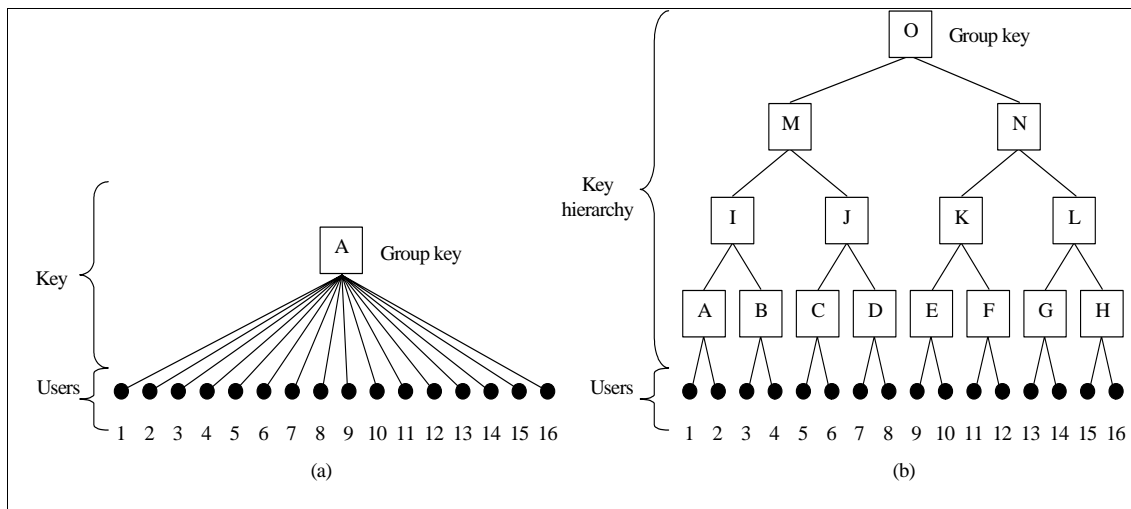 A
Group key
Key
Users
1 2 3 4 5 6 7 8 9 10 11 12 13 14 15 16
(a)
O
Group key
M N
Key
hierarchy
I J K L
A B C D E F G H
Users
1 2 3 4 5 6 7 8 9 10 11 12 13 14 15 16
(b)